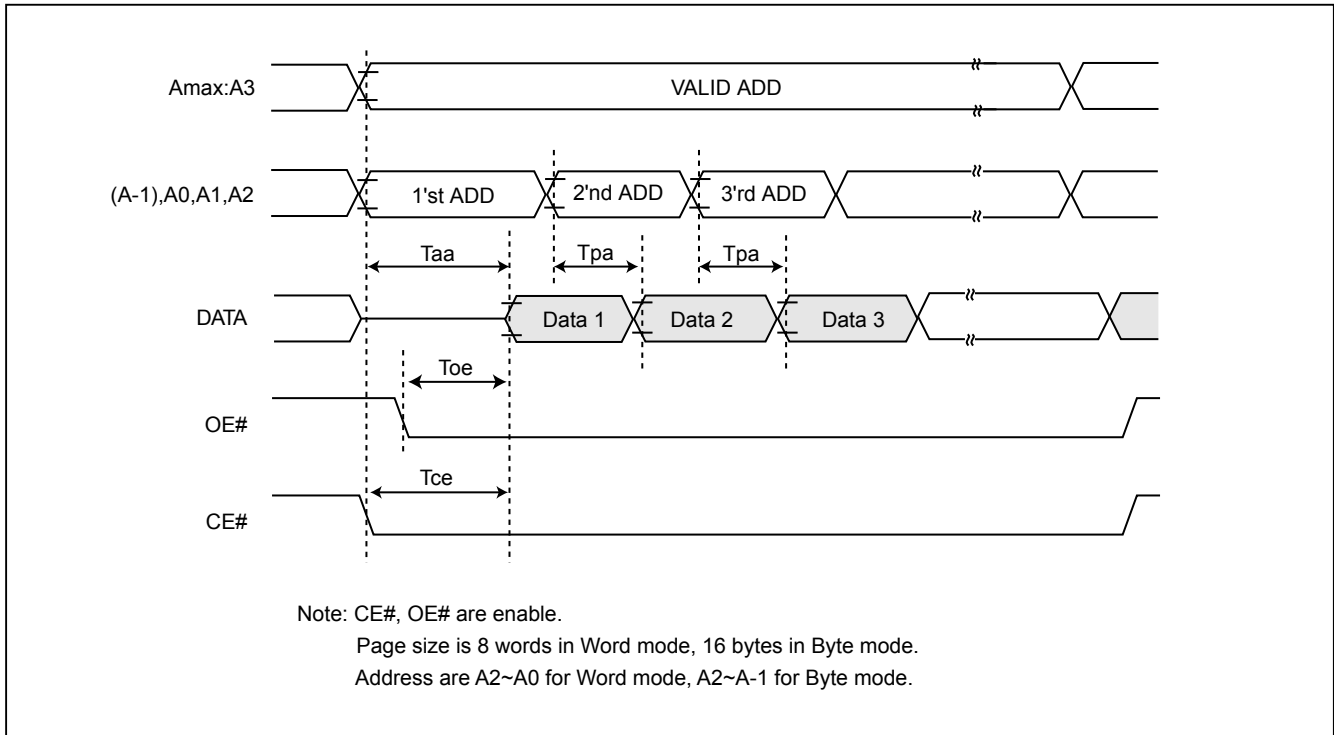 Amax:A3
VALID ADD
(A-1),A0,A1,A2
1'st ADD
2'nd ADD
3'rd ADD
Taa
Tpa
Tpa
DATA
Data 1
Data 2
Data 3
Toe
OE#
Tce
CE#
Note: CE#, OE# are enable.
Page size is 8 words in Word mode, 16 bytes in Byte mode.
Address are A2~A0 for Word mode, A2~A-1 for Byte mode.